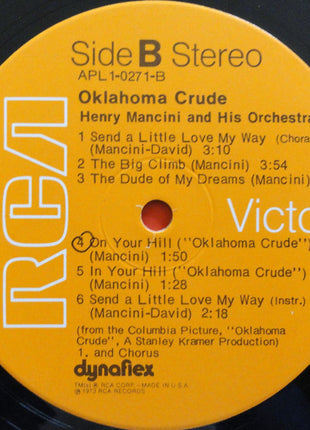 Side B Stereo
APL1-0271-B
Oklahoma Crude
Henry Mancini and His Orchestra
1 Send a Little Love My Way (Choral)
(Mancini-David) 3:10
2 The Big Climb (Mancini) 3:54
3 The Dude of My Dreams (Mancini)
RCA
Victo
4 On Your Hill ("Oklahoma Crude")
(Mancini) 1:50
5 In Your Hill ("Oklahoma Crude")
(Mancini) 1:28
6 Send a Little Love My Way (Instr.)
(Mancini-David) 2:18
(from the Columbia Picture, "Oklahoma
Crude", A Stanley Kramer Production)
1. and Chorus
dynaflex
TM(s) ® RCA CORP. - MADE IN U.S.A.
℗ 1973 RCA RECORDS